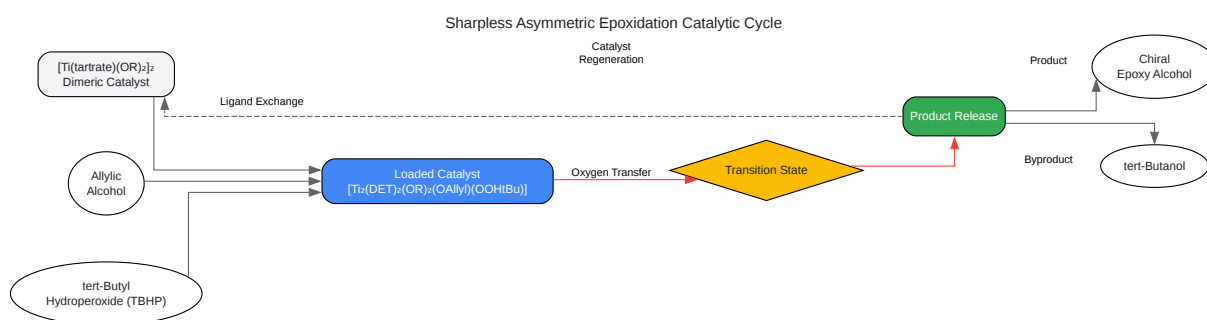 Sharpless Asymmetric Epoxidation Catalytic Cycle
Catalyst
Regeneration
[Ti(tartrate)(OR)₂]₂
Dimeric Catalyst
Ligand Exchange
Product
Chiral
Epoxy Alcohol
Product Release
Byproduct
tert-Butanol
Allylic
Alcohol
Loaded Catalyst
[Ti₂(DET)₂(OR)₂(OAllyl)(OOHtBu)]
Oxygen Transfer
Transition State
tert-Butyl
Hydroperoxide (TBHP)